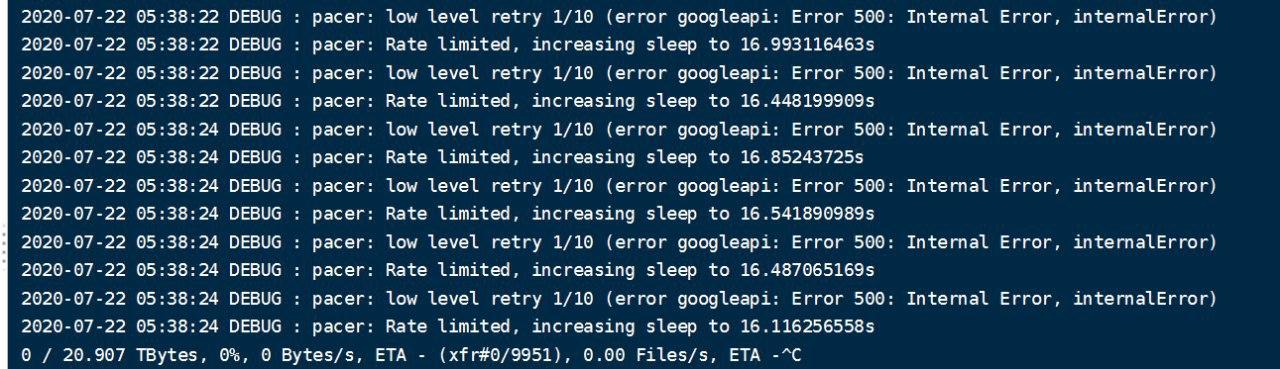 2020-07-22 05:38:22 DEBUG : pacer: low level retry 1/10 (error googleapi: Error 500: Internal Error, internalError)
2020-07-22 05:38:22 DEBUG : pacer: Rate limited, increasing sleep to 16.993116463s
2020-07-22 05:38:22 DEBUG : pacer: low level retry 1/10 (error googleapi: Error 500: Internal Error, internalError)
2020-07-22 05:38:22 DEBUG : pacer: Rate limited, increasing sleep to 16.448199909s
2020-07-22 05:38:24 DEBUG : pacer: low level retry 1/10 (error googleapi: Error 500: Internal Error, internalError)
2020-07-22 05:38:24 DEBUG : pacer: Rate limited, increasing sleep to 16.85243725s
2020-07-22 05:38:24 DEBUG : pacer: low level retry 1/10 (error googleapi: Error 500: Internal Error, internalError)
2020-07-22 05:38:24 DEBUG : pacer: Rate limited, increasing sleep to 16.541890989s
2020-07-22 05:38:24 DEBUG : pacer: low level retry 1/10 (error googleapi: Error 500: Internal Error, internalError)
2020-07-22 05:38:24 DEBUG : pacer: Rate limited, increasing sleep to 16.487065169s
2020-07-22 05:38:24 DEBUG : pacer: low level retry 1/10 (error googleapi: Error 500: Internal Error, internalError)
2020-07-22 05:38:24 DEBUG : pacer: Rate limited, increasing sleep to 16.116256558s
0 / 20.907 TBytes, 0%, 0 Bytes/s, ETA - (xfr#0/9951), 0.00 Files/s, ETA -^C